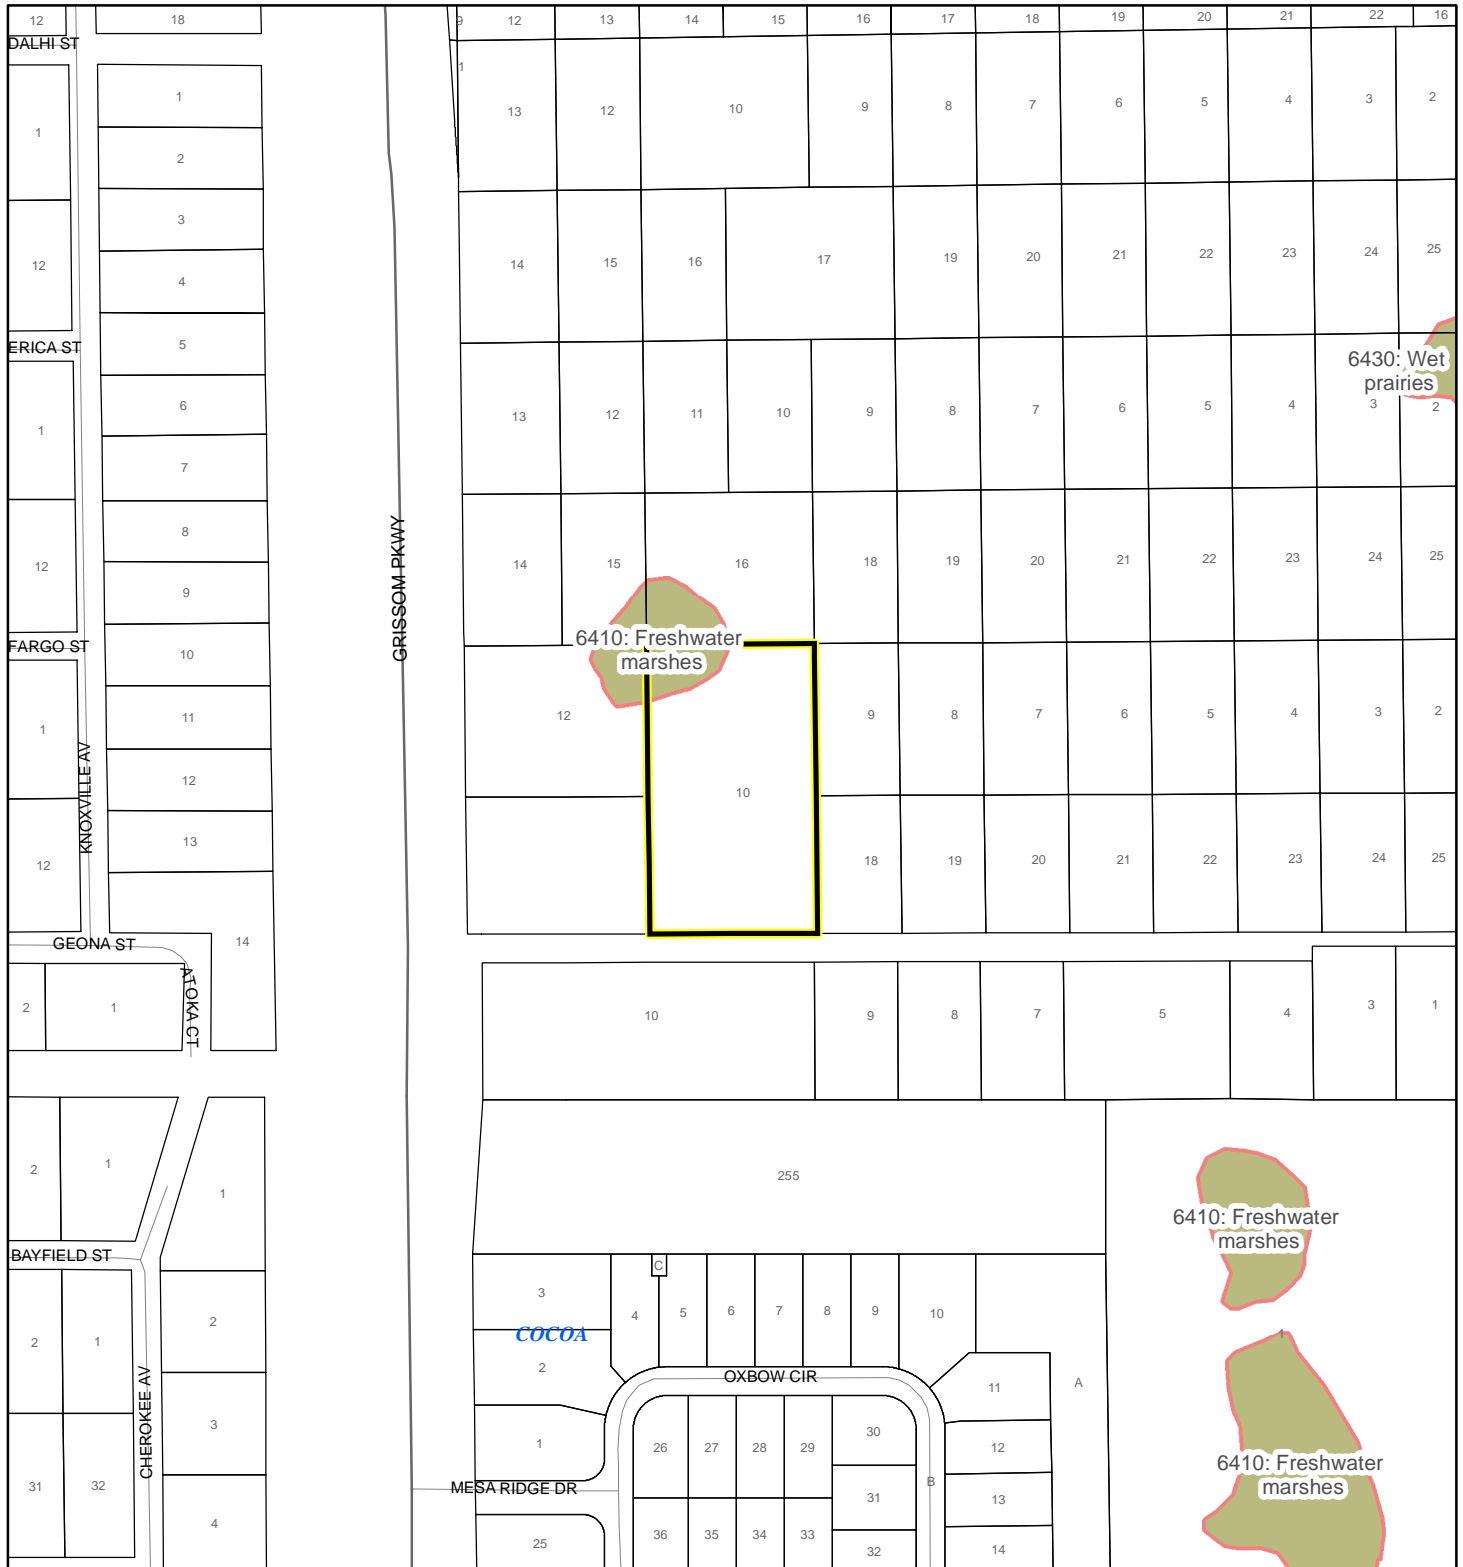 12 18 9 12 13 14 15 16 17 18 19 20 21 22 16
DALHI ST
1
1 13 12 10 9 8 7 6 5 4 3 2
1
2
3
12 14 15 16 17 19 20 21 22 23 24 25
4
ERICA ST 5
6430: Wet
prairies
6 13 12 11 10 9 8 7 6 5 4 3 2
1
7
GRISSOM PKWY
8
12 14 15 16 18 19 20 21 22 23 24 25
9
FARGO ST 10
6410: Freshwater
marshes
11 12 9 8 7 6 5 4 3 2
1
KNOXVILLE AV
12 10
13
12 18 19 20 21 22 23 24 25
GEONA ST 14
ATOKA CT
2 1 10 9 8 7 5 4 3 1
2 1 1 255
6410: Freshwater
marshes
BAYFIELD ST
C
3 4 5 6 7 8 9 10
2 1 2 COCOA 1
2 OXBOW CIR 11 A
CHEROKEE AV
3 1 26 27 28 29 30 12
6410: Freshwater
marshes
31 32 MESA RIDGE DR 31 B 13
4 25 36 35 34 33 32 14